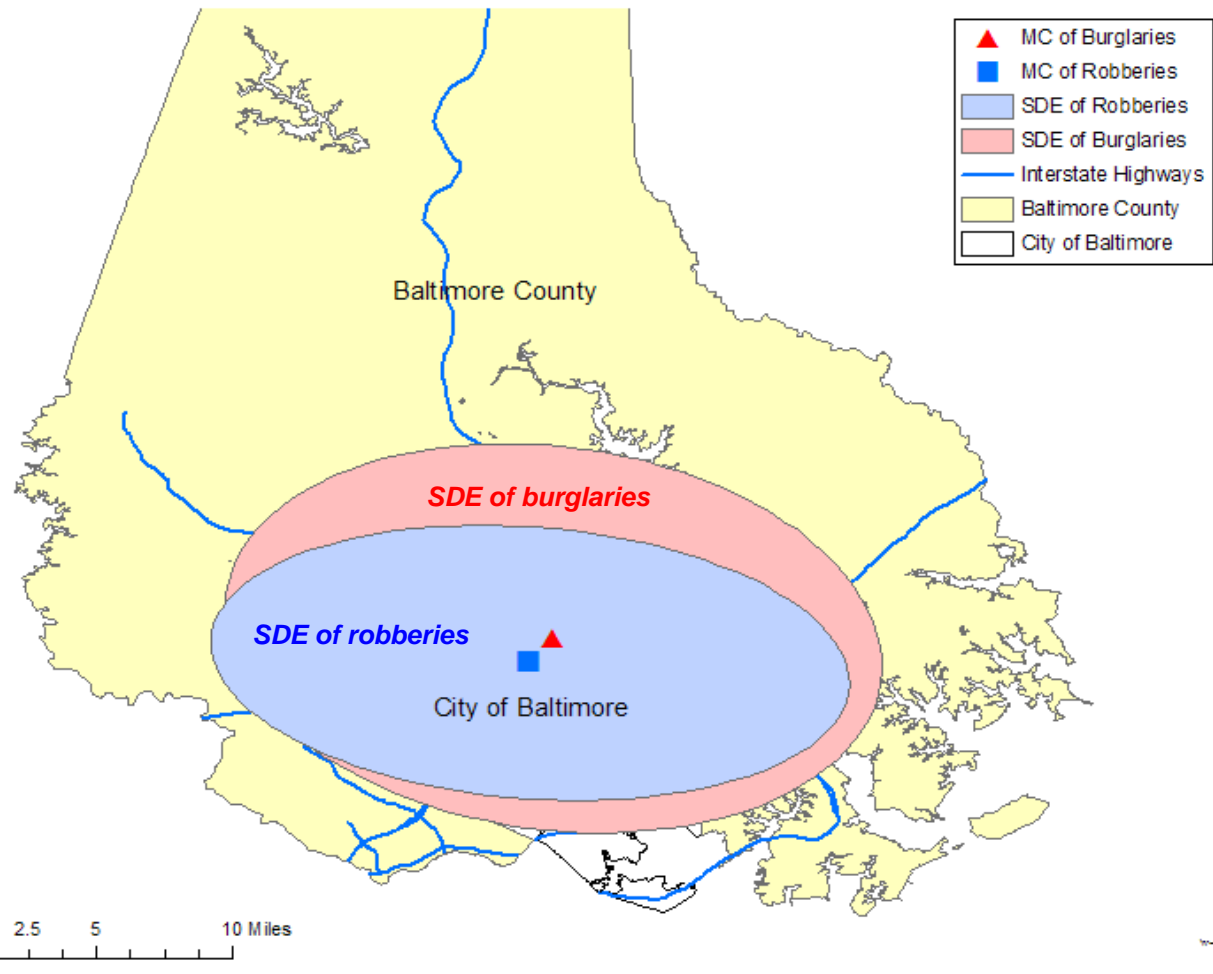 MC of Burglaries
MC of Robberies
SDE of Robberies
SDE of Burglaries
Interstate Highways
Baltimore County
City of Baltimore
Baltimore County
SDE of burglaries
SDE of robberies
City of Baltimore
2.5 5 10 Miles